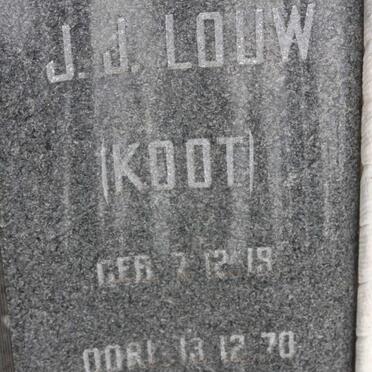 J.J. LOUW
(KOOT)
GEB. 7.12.19
OORL. 13.12.70